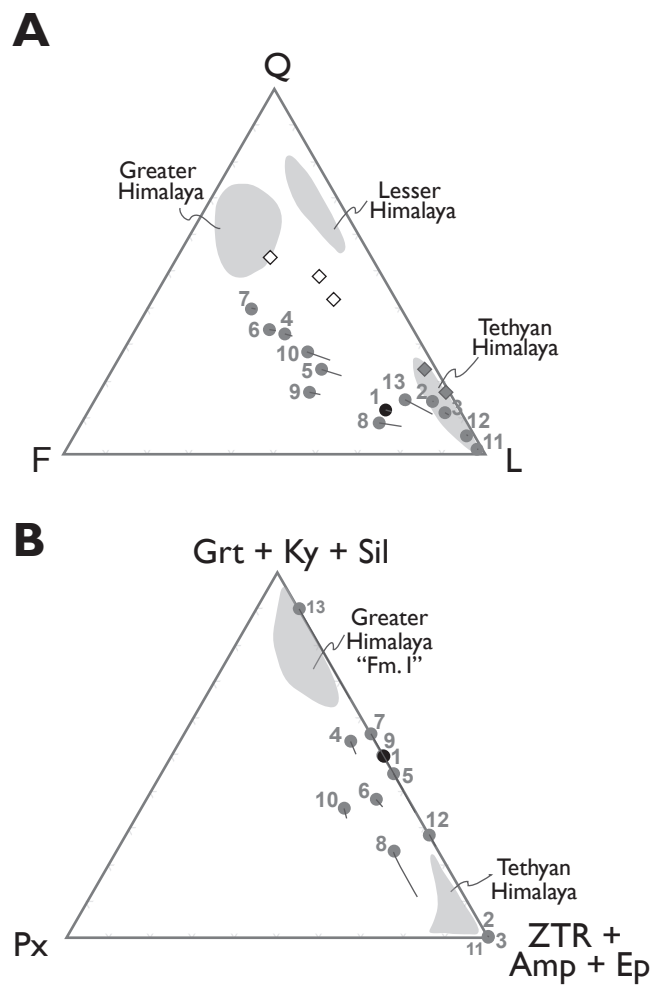 A
Q
Greater
Himalaya
Lesser
Himalaya
7
6
4
10
5
9
Tethyan
Himalaya
13
1
2
3
8
12
11
F
L
B
Grt + Ky + Sil
13
Greater
Himalaya
“Fm. I”
7
4
9
1
5
6
10
12
8
Tethyan
Himalaya
2
3
11
Px
ZTR +
Amp + Ep